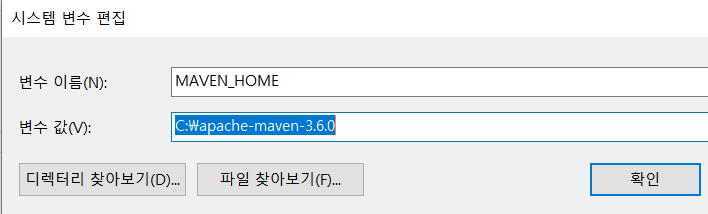 시스템 변수 편집
변수 이름(N): MAVEN_HOME
변수 값(V): C:₩apache-maven-3.6.0
디렉터리 찾아보기(D)... 파일 찾아보기(F)... 확인